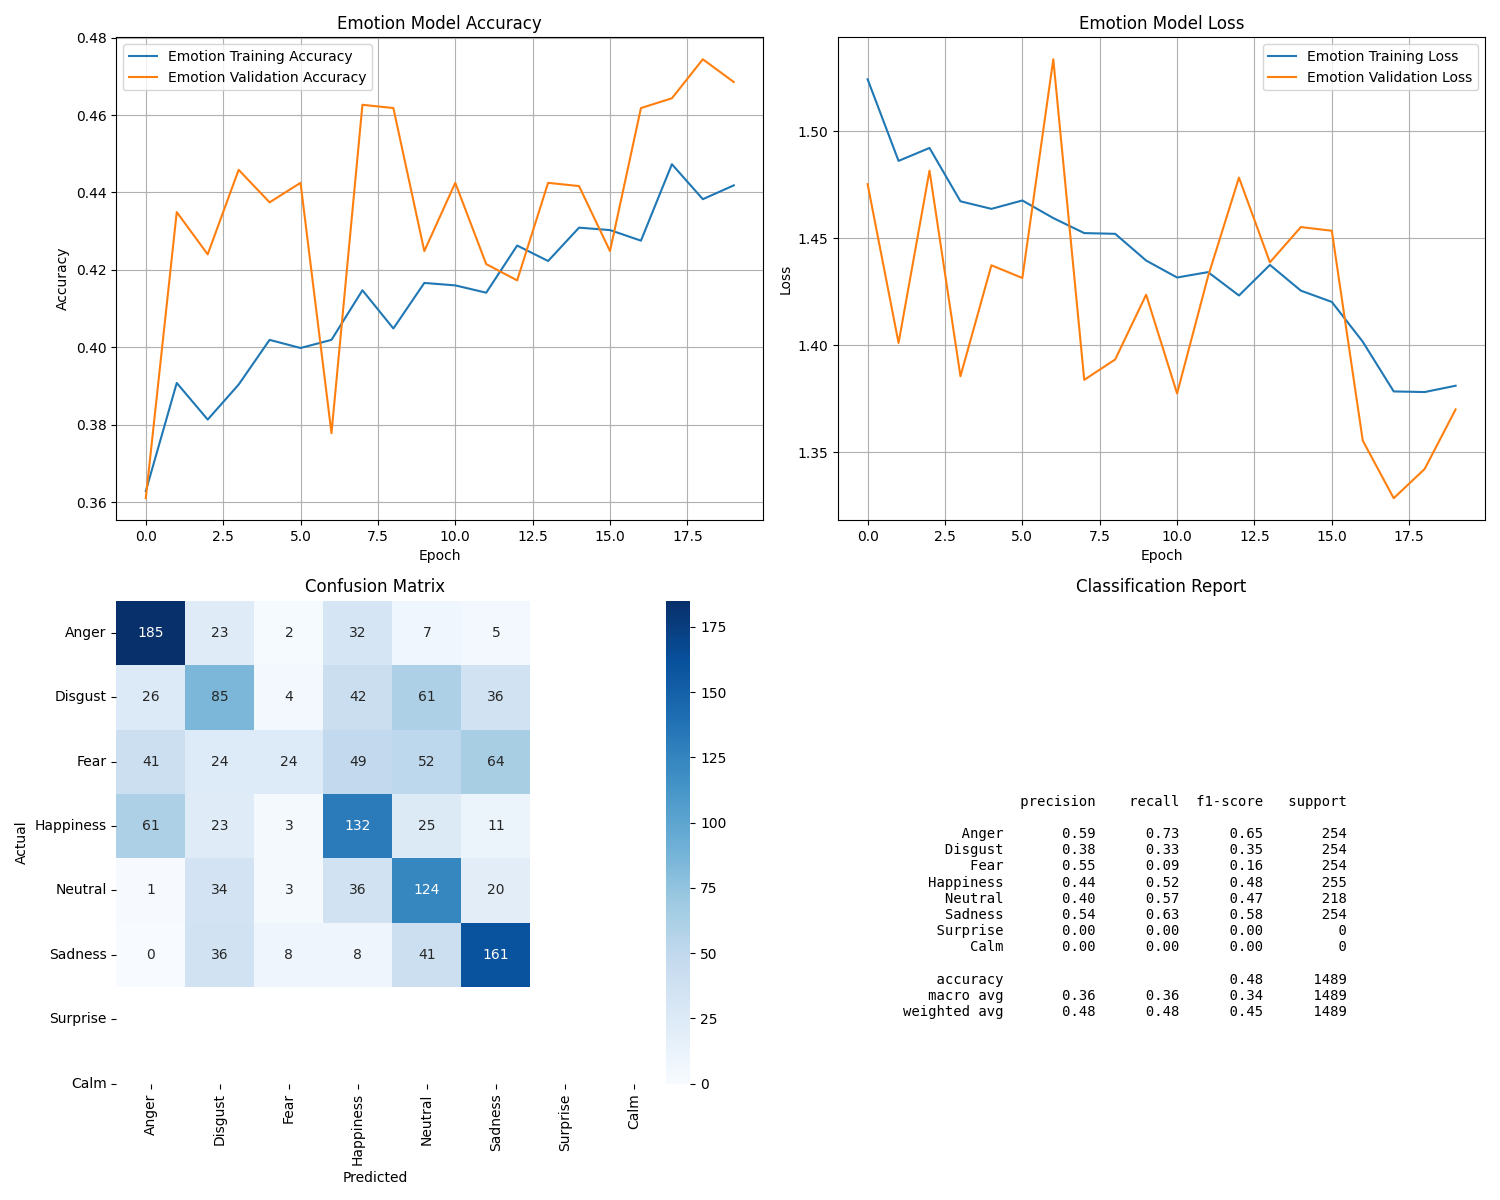 Emotion Model Accuracy
Emotion Training Accuracy
Emotion Validation Accuracy
0.48
0.46
0.44
0.42
0.40
0.38
0.36
Accuracy
0.0 2.5 5.0 7.5 10.0 12.5 15.0 17.5
Epoch
Emotion Model Loss
Emotion Training Loss
Emotion Validation Loss
1.50
1.45
1.40
1.35
Loss
0.0 2.5 5.0 7.5 10.0 12.5 15.0 17.5
Epoch
Confusion Matrix
Anger 185 23 2 32 7 5
Disgust 26 85 4 42 61 36
Fear 41 24 24 49 52 64
Happiness 61 23 3 132 25 11
Neutral 1 34 3 36 124 20
Sadness 0 36 8 8 41 161
Surprise
Calm
Actual
Anger Disgust Fear Happiness Neutral Sadness Surprise Calm
Predicted
175
150
125
100
75
50
25
0
Classification Report
precision recall f1-score support
Anger 0.59 0.73 0.65 254
Disgust 0.38 0.33 0.35 254
Fear 0.55 0.09 0.16 254
Happiness 0.44 0.52 0.48 255
Neutral 0.40 0.57 0.47 218
Sadness 0.54 0.63 0.58 254
Surprise 0.00 0.00 0.00 0
Calm 0.00 0.00 0.00 0
accuracy 0.48 1489
macro avg 0.36 0.36 0.34 1489
weighted avg 0.48 0.48 0.45 1489